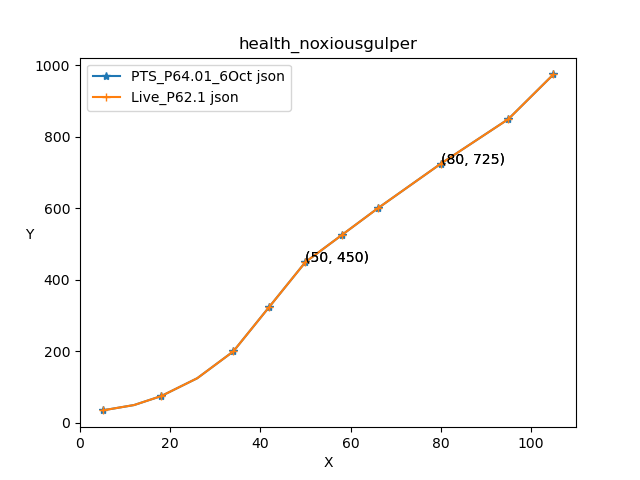 health_noxiousgulper
PTS_P64.01_6Oct json
Live_P62.1 json
1000
800
600
400
200
0
Y
(80, 725)
(50, 450)
0 20 40 60 80 100
X